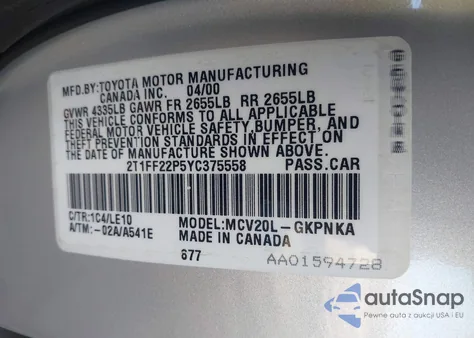 MFD.BY:TOYOTA MOTOR MANUFACTURING
CANADA INC. 04/00
GVWR 4335LB GAWR FR 2655LB RR 2655LB
THIS VEHICLE CONFORMS TO ALL APPLICABLE
FEDERAL MOTOR VEHICLE SAFETY, BUMPER, AND
THEFT PREVENTION STANDARDS IN EFFECT ON
THE DATE OF MANUFACTURE SHOWN ABOVE.
2T1FF22P5YC375558 PASS.CAR
C/TR:1C4/LE10 MODEL:MCV20L-GKPNKA
A/TM:-02A/A541E MADE IN CANADA
677 AA01594728
autoSnap
Pewne auto z USA i EU